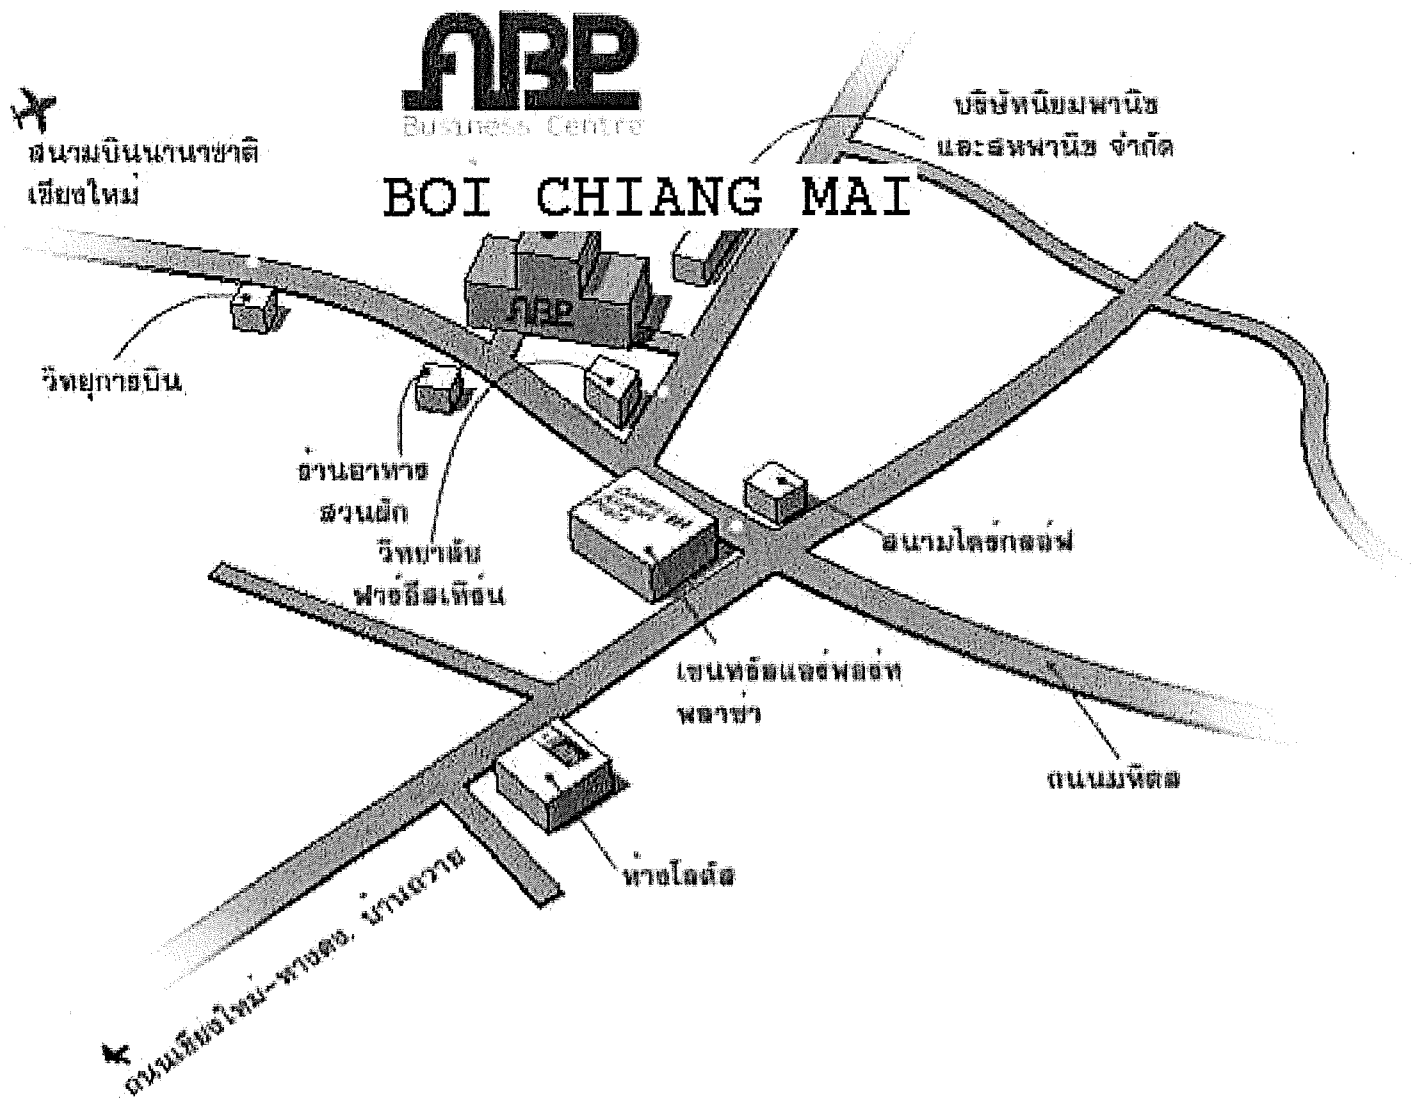 ABP
Business Centre
สนามบินนานาชาติ
เชียงใหม่
บริษัทนิยมพานิช
และสหพานิช จำกัด
BOI CHIANG MAI
ABP
วิทยุการบิน
ร้านอาหาร
สวนผัก
วิทยาลัย
ฟาร์อีสเทิร์น
สนามไดร์กอล์ฟ
เซนทรัลแอร์พอร์ท
พลาซ่า
ถนนมหิดล
ห้างโลตัส
ถนนเชียงใหม่-หางดง, บ้านถวาย